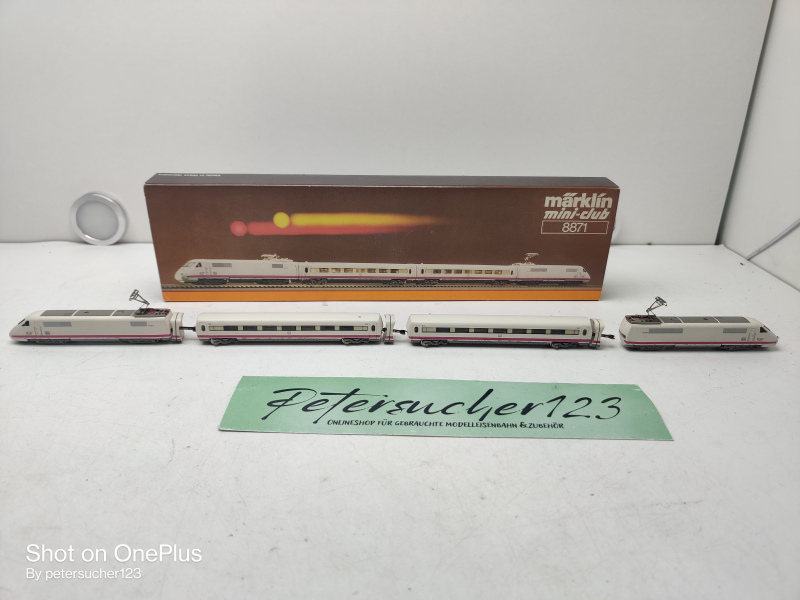 märklin
mini-club
8871
Petersucher123
ONLINESHOP FÜR GEBRAUCHTE MODELLEISENBAHN & ZUBEHÖR
Shot on OnePlus
By petersucher123